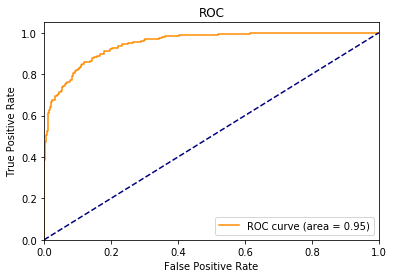 ROC
True Positive Rate
1.0
0.8
0.6
0.4
0.2
0.0
ROC curve (area = 0.95)
0.0 0.2 0.4 0.6 0.8 1.0
False Positive Rate